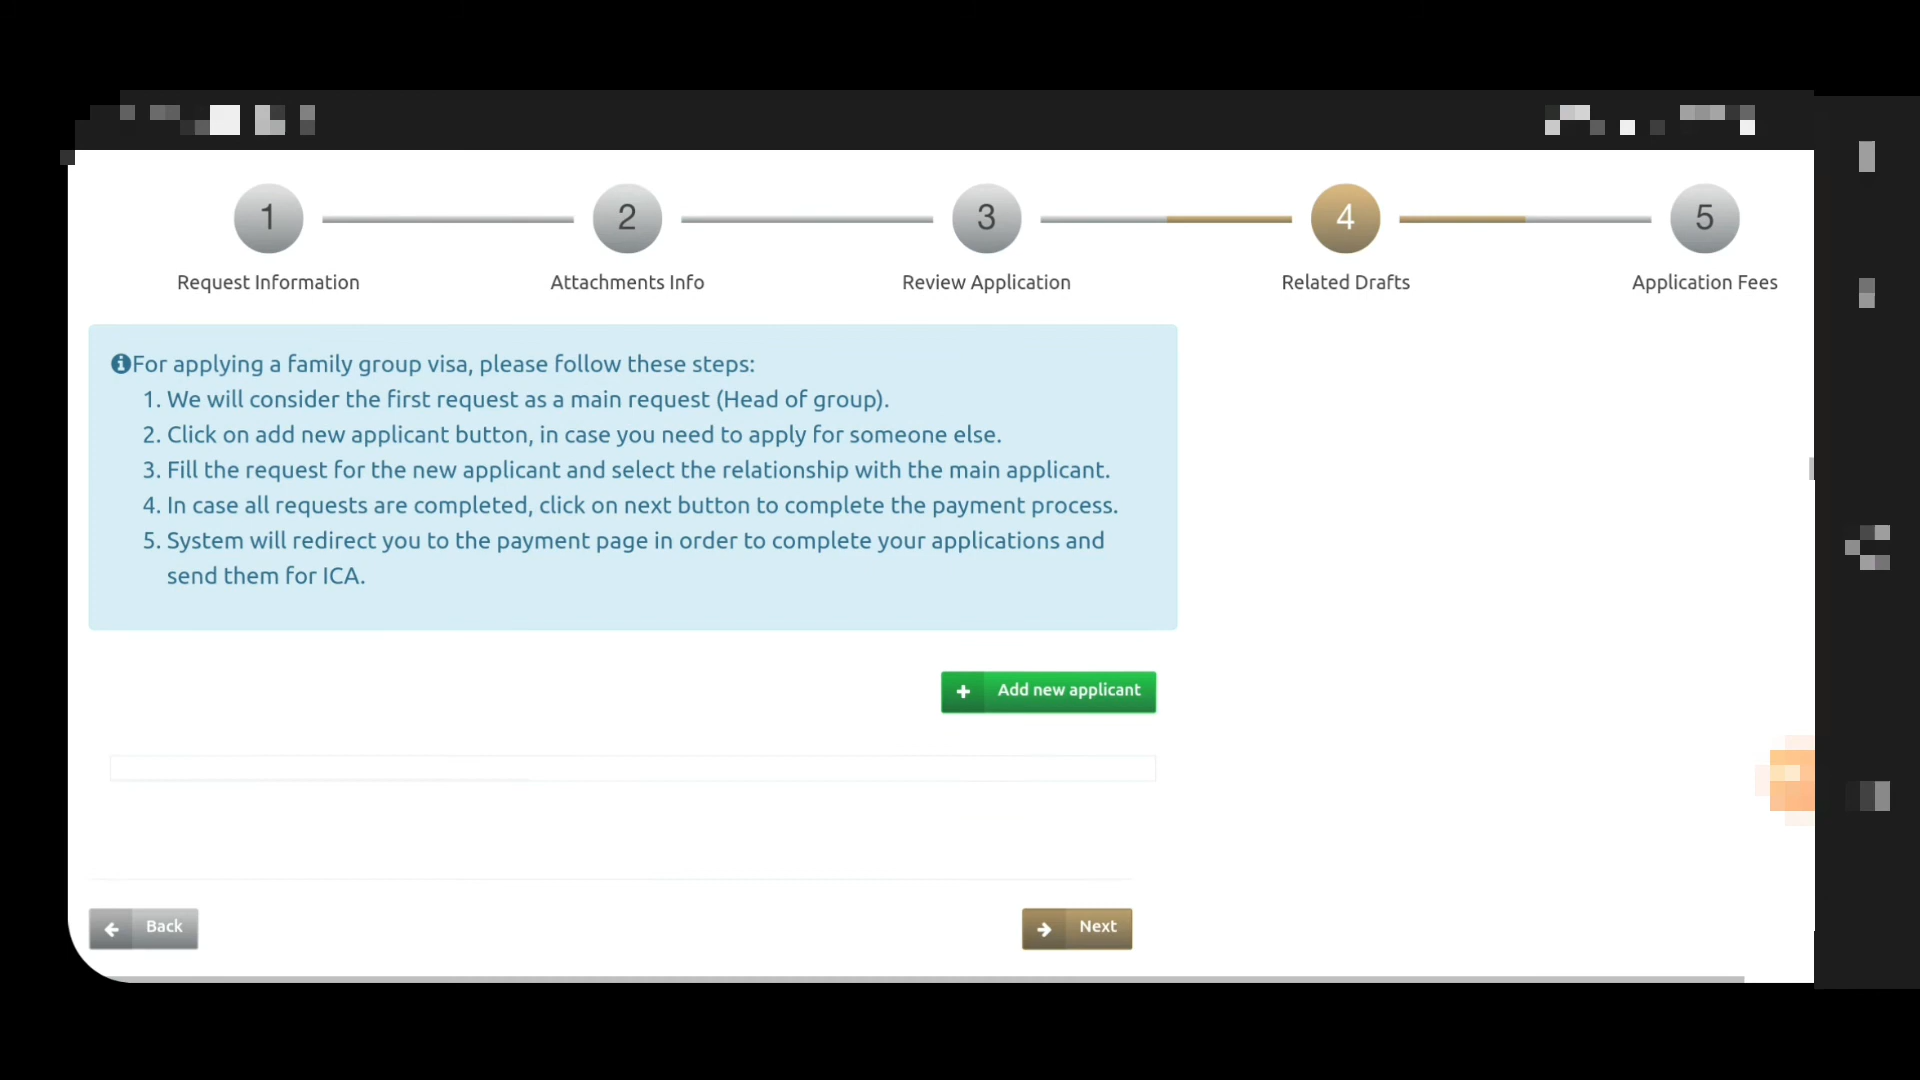 1
2
3
4
5
Request Information
Attachments Info
Review Application
Related Drafts
Application Fees
For applying a family group visa, please follow these steps:
1. We will consider the first request as a main request (Head of group).
2. Click on add new applicant button, in case you need to apply for someone else.
3. Fill the request for the new applicant and select the relationship with the main applicant.
4. In case all requests are completed, click on next button to complete the payment process.
5. System will redirect you to the payment page in order to complete your applications and
send them for ICA.
Add new applicant
Back
Next